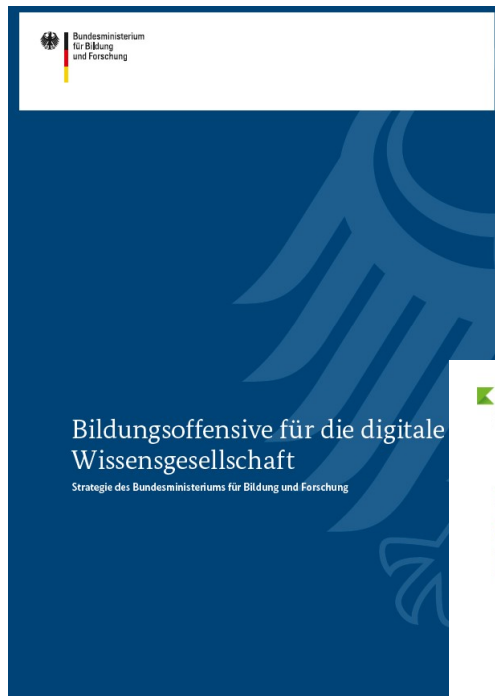 Bundesministerium
für Bildung
und Forschung
Bildungsoffensive für die digitale
Wissensgesellschaft
Strategie des Bundesministeriums für Bildung und Forschung